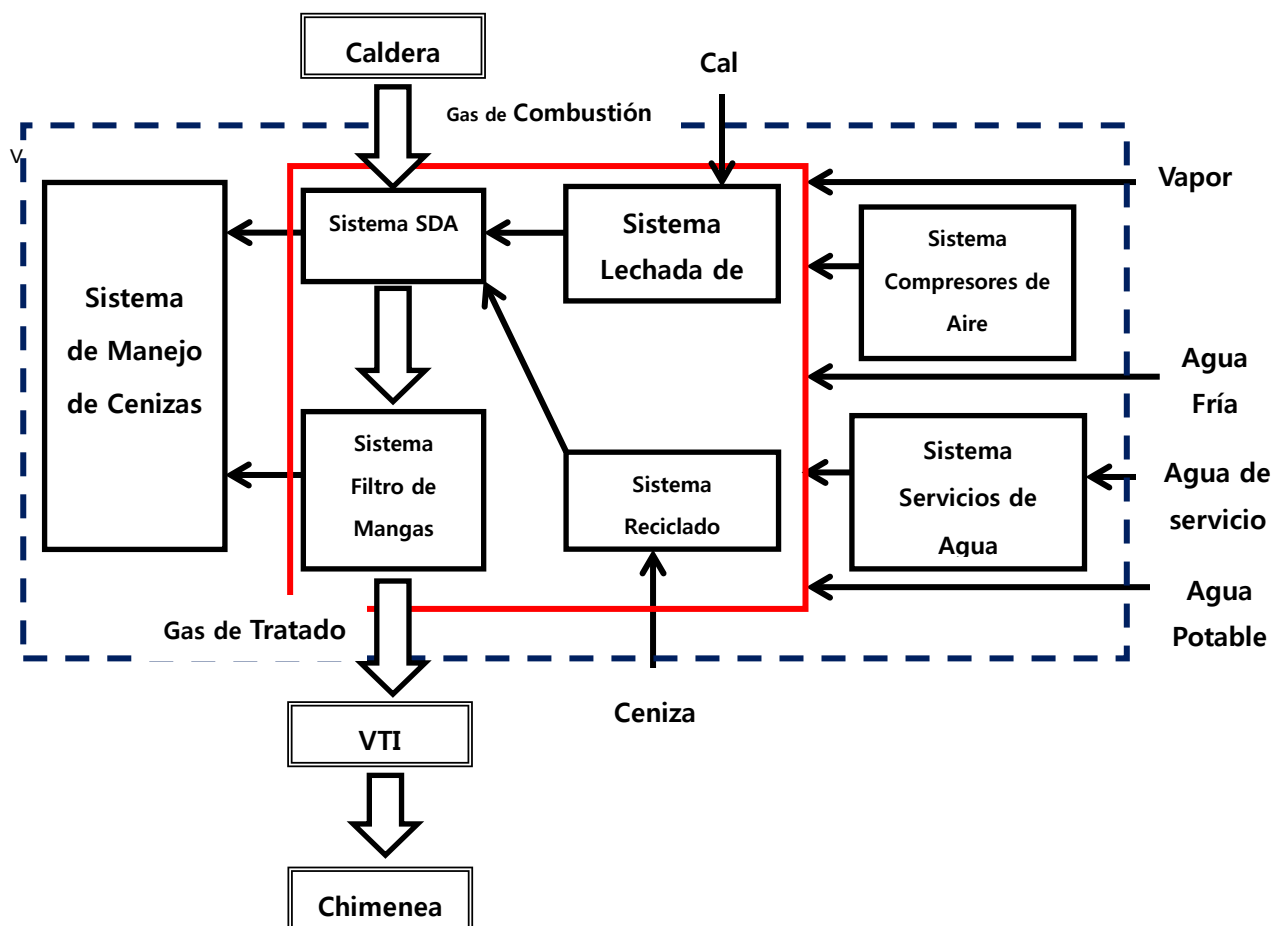 Caldera
Cal
Gas de Combustión
V
Vapor
Sistema SDA
Sistema
Lechada de
Sistema
Compresores de
Aire
Sistema
de Manejo
de Cenizas
Agua
Fría
Sistema
Filtro de
Mangas
Sistema
Reciclado
Sistema
Servicios de
Agua
Agua de
servicio
Agua
Potable
Gas de Tratado
Ceniza
VTI
Chimenea